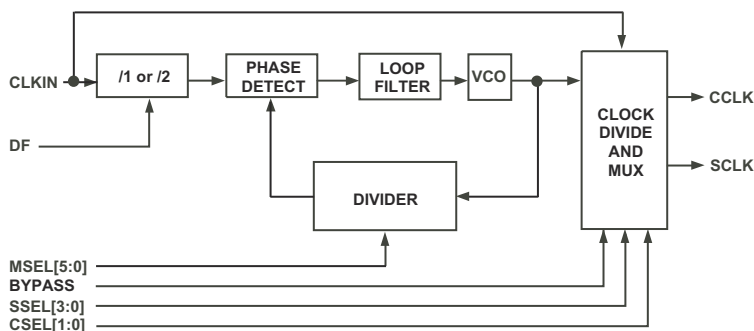 CLKIN
/1 or /2
PHASE
DETECT
LOOP
FILTER
VCO
CLOCK
DIVIDE
AND
MUX
CCLK
SCLK
DF
DIVIDER
MSEL[5:0]
BYPASS
SSEL[3:0]
CSEL[1:0]